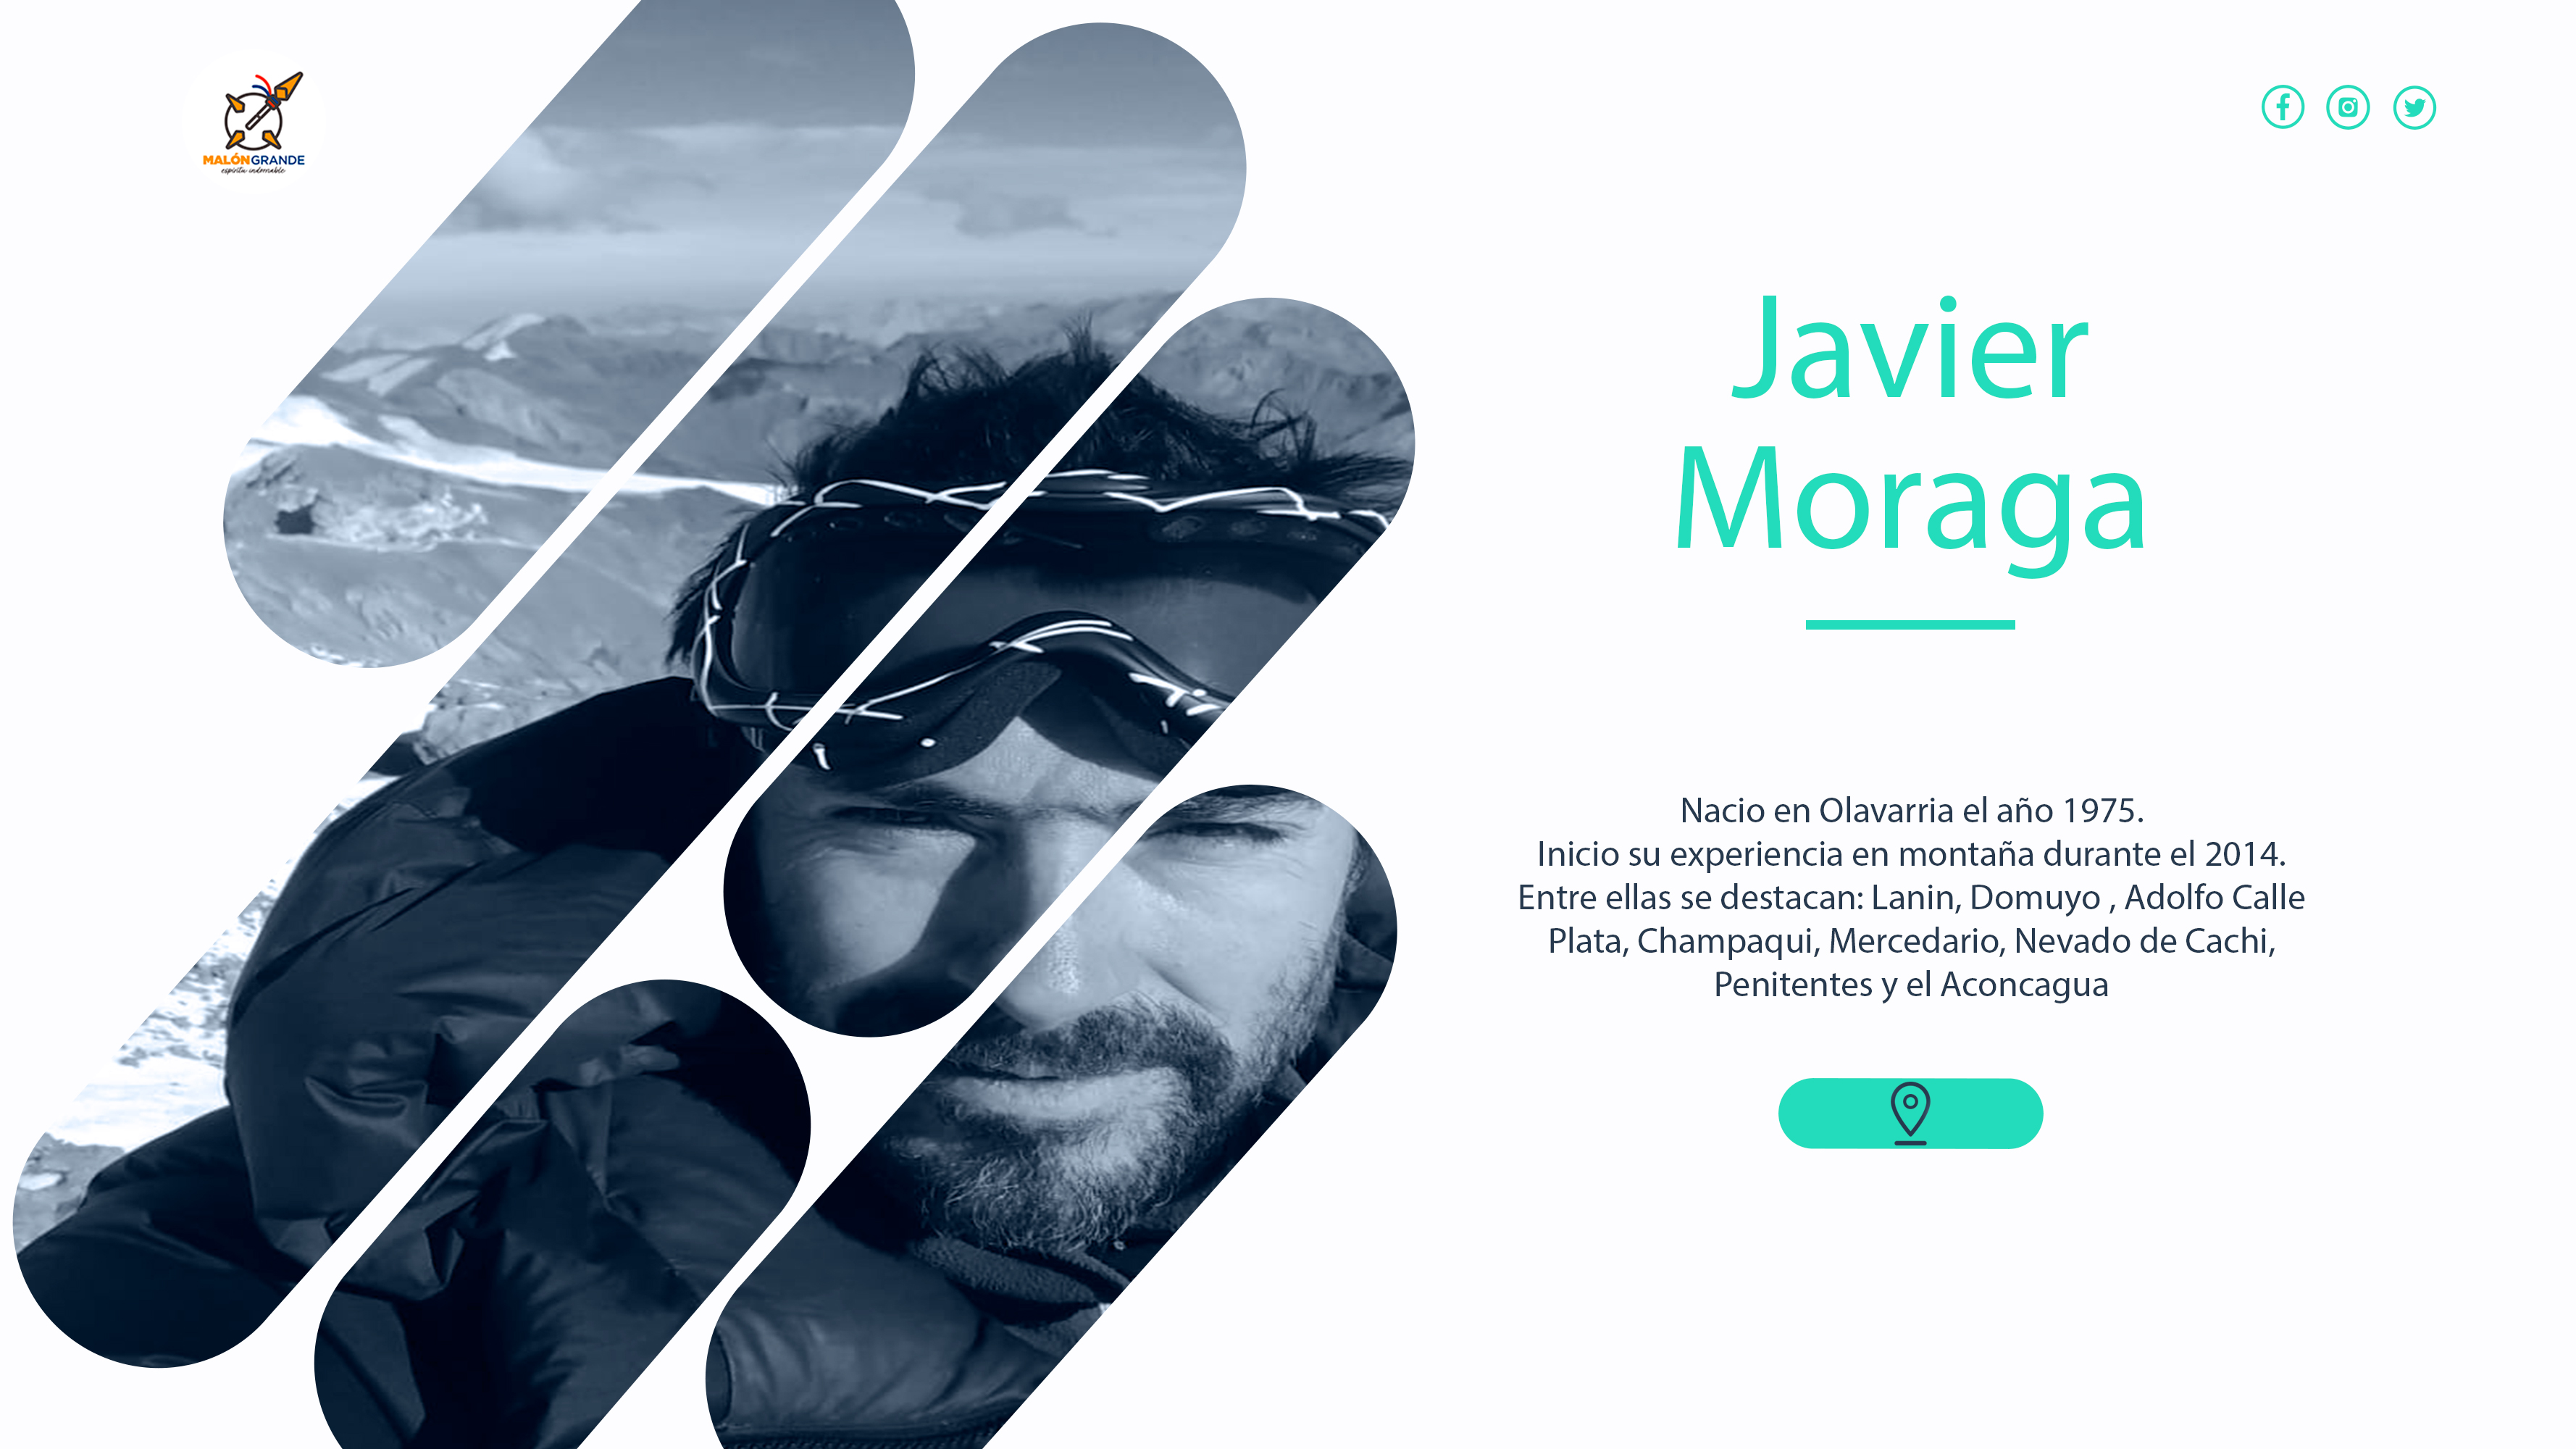 MALÓNGRANDE
espíritu indomable
Javier
Moraga
Nacio en Olavarria el año 1975.
Inicio su experiencia en montaña durante el 2014.
Entre ellas se destacan: Lanin, Domuyo , Adolfo Calle
Plata, Champaqui, Mercedario, Nevado de Cachi,
Penitentes y el Aconcagua